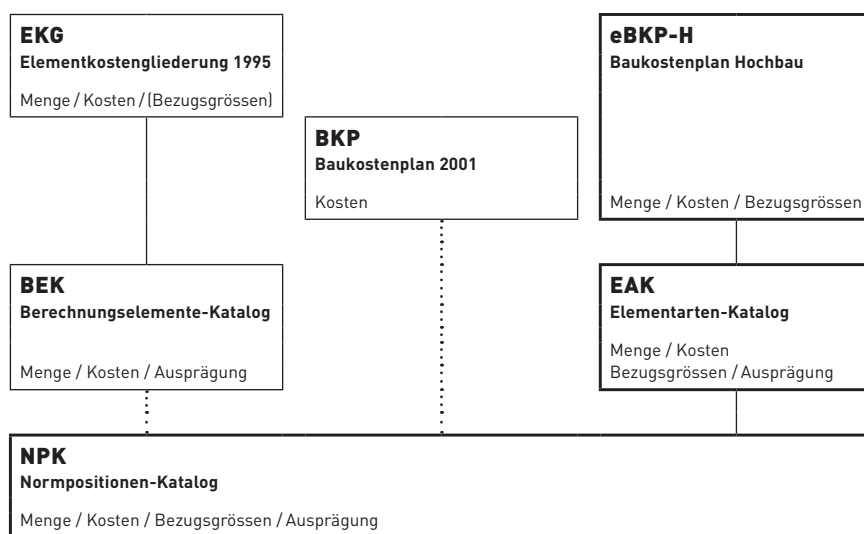 EKG
Elementkostengliederung 1995
Menge / Kosten / (Bezugsgrössen)
BKP
Baukostenplan 2001
Kosten
eBKP-H
Baukostenplan Hochbau
Menge / Kosten / Bezugsgrössen
BEK
Berechnungselemente-Katalog
Menge / Kosten / Ausprägung
EAK
Elementarten-Katalog
Menge / Kosten
Bezugsgrössen / Ausprägung
NPK
Normpositionen-Katalog
Menge / Kosten / Bezugsgrössen / Ausprägung